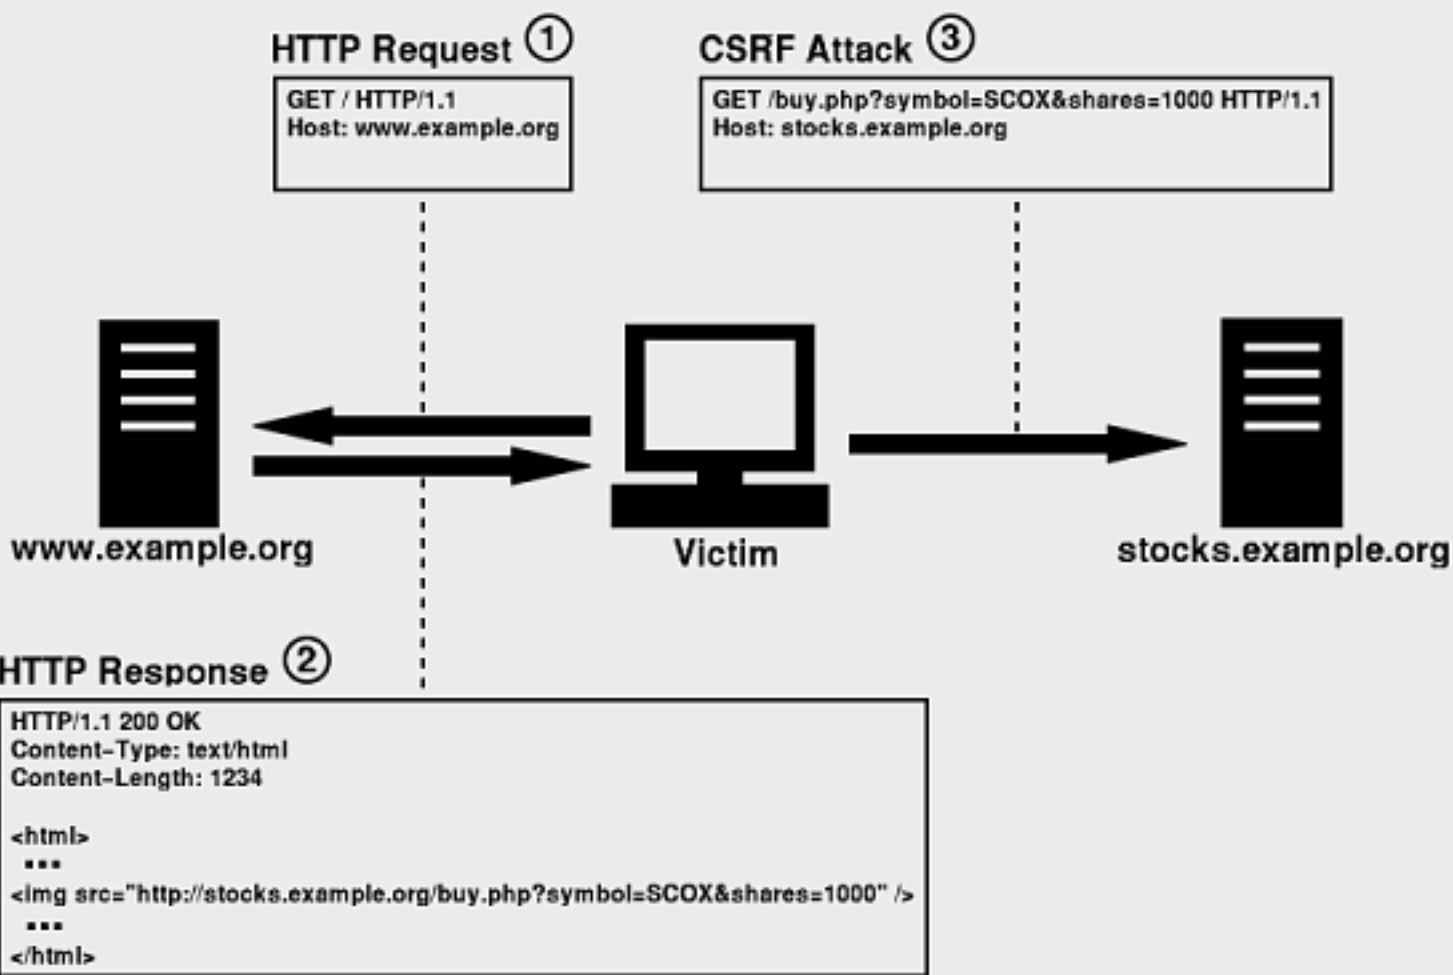 HTTP Request ①
GET / HTTP/1.1
Host: www.example.org
CSRF Attack ③
GET /buy.php?symbol=SCOX&shares=1000 HTTP/1.1
Host: stocks.example.org
www.example.org
Victim
stocks.example.org
HTTP Response ②
HTTP/1.1 200 OK
Content-Type: text/html
Content-Length: 1234
<html>
...
<img src="http://stocks.example.org/buy.php?symbol=SCOX&shares=1000" />
...
</html>